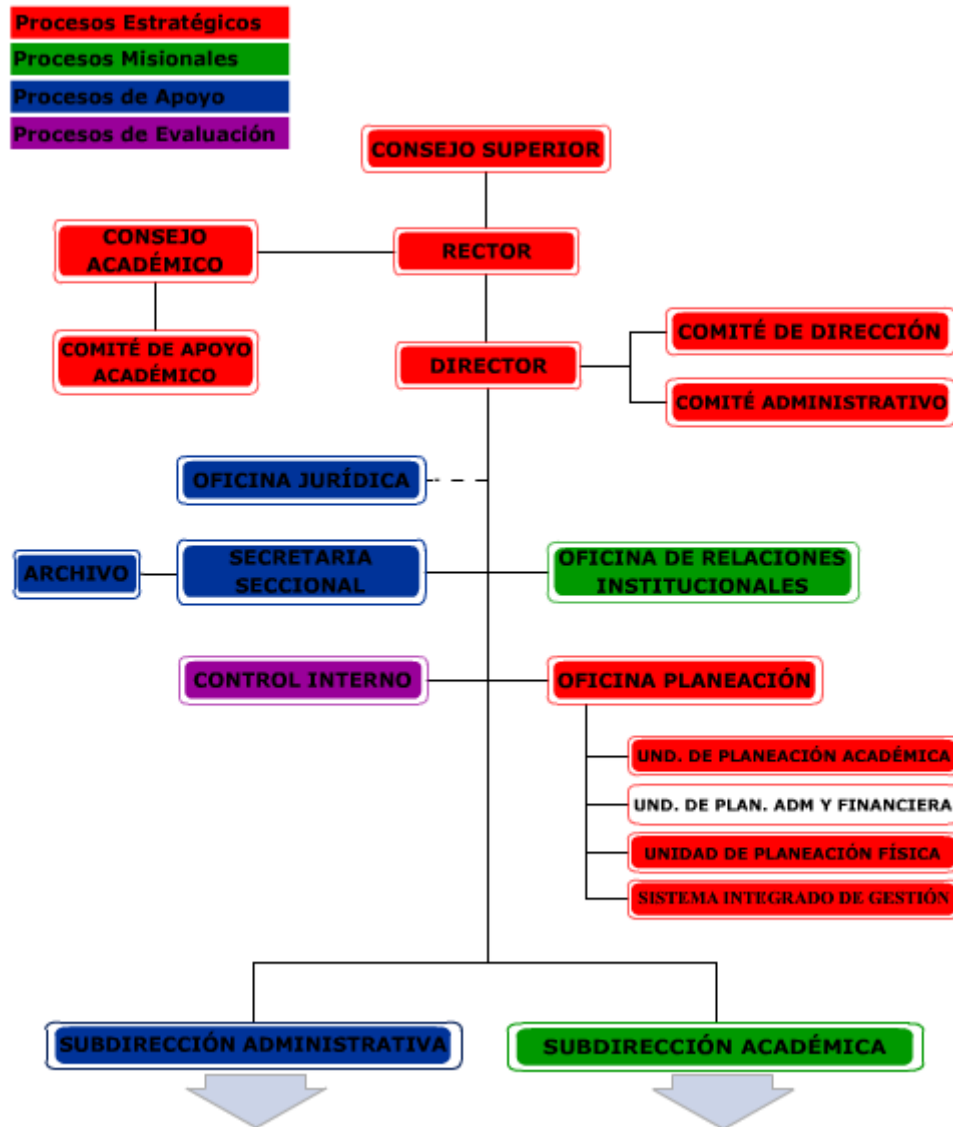 Procesos Estratégicos
Procesos Misionales
Procesos de Apoyo
Procesos de Evaluación
CONSEJO SUPERIOR
CONSEJO
ACADÉMICO
RECTOR
COMITÉ DE APOYO
ACADÉMICO
DIRECTOR
COMITÉ DE DIRECCIÓN
COMITÉ ADMINISTRATIVO
OFICINA JURÍDICA
ARCHIVO
SECRETARIA
SECCIONAL
OFICINA DE RELACIONES
INSTITUCIONALES
CONTROL INTERNO
OFICINA PLANEACIÓN
UND. DE PLANEACIÓN ACADÉMICA
UND. DE PLAN. ADM Y FINANCIERA
UNIDAD DE PLANEACIÓN FÍSICA
SISTEMA INTEGRADO DE GESTIÓN
SUBDIRECCIÓN ADMINISTRATIVA
SUBDIRECCIÓN ACADÉMICA